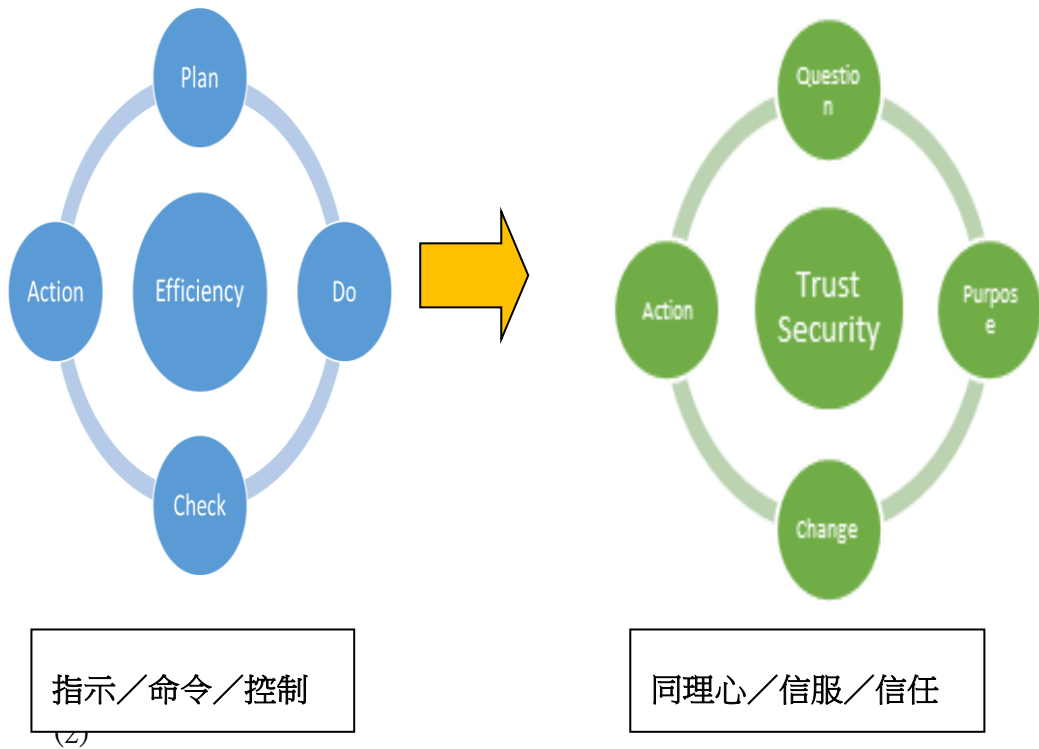 Plan
Action
Efficiency
Do
Check
指示／命令／控制
(2)
Questio
n
Action
Trust
Security
Purpos
e
Change
同理心／信服／信任